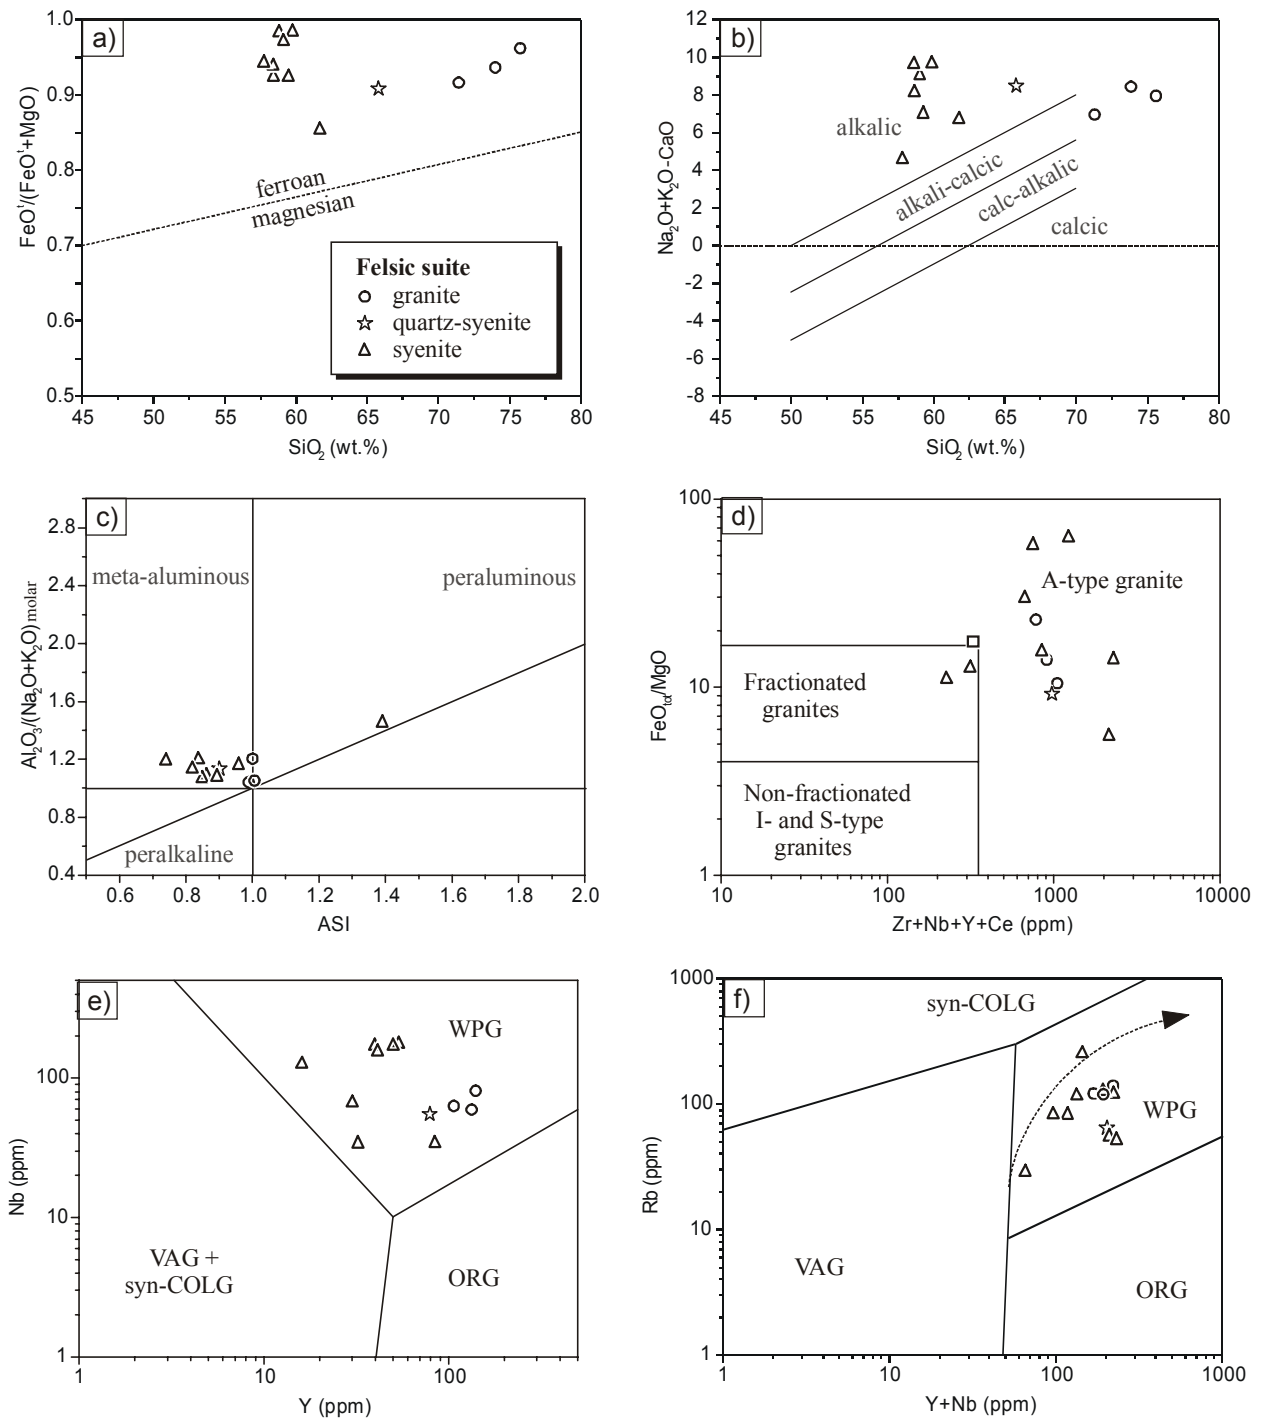 a)
1.0
0.9
0.8
0.7
0.6
0.5
FeOᵗ/(FeOᵗ+MgO)
ferroan
magnesian
Felsic suite
granite
quartz-syenite
syenite
45 50 55 60 65 70 75 80
SiO₂ (wt.%)
b)
12
10
8
6
4
2
0
-2
-4
-6
-8
Na₂O+K₂O-CaO
alkalic
alkali-calcic
calc-alkalic
calcic
45 50 55 60 65 70 75 80
SiO₂ (wt.%)
c)
2.8
2.4
2.0
1.6
1.2
0.8
0.4
Al₂O₃/(Na₂O+K₂O) molar
meta-aluminous
peraluminous
peralkaline
0.6 0.8 1.0 1.2 1.4 1.6 1.8 2.0
ASI
d)
100
10
1
FeOtot/MgO
A-type granite
Fractionated
granites
Non-fractionated
I- and S-type
granites
10 100 1000 10000
Zr+Nb+Y+Ce (ppm)
e)
100
10
1
Nb (ppm)
WPG
VAG +
syn-COLG
ORG
1 10 100
Y (ppm)
f)
1000
100
10
1
Rb (ppm)
syn-COLG
WPG
VAG
ORG
1 10 100 1000
Y+Nb (ppm)